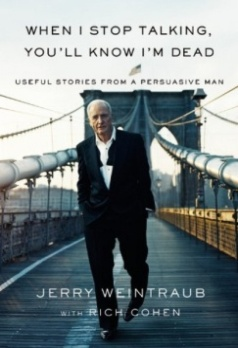 WHEN I STOP TALKING,
YOU'LL KNOW I'M DEAD
USEFUL STORIES FROM A PERSUASIVE MAN
JERRY WEINTRAUB
WITH RICH COHEN